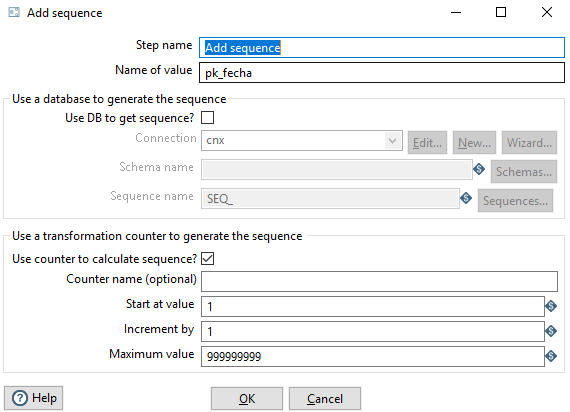 Add sequence
Step name Add sequence
Name of value pk_fecha
Use a database to generate the sequence
Use DB to get sequence?
Connection cnx Edit... New... Wizard...
Schema name S Schemas...
Sequence name SEQ_ S Sequences...
Use a transformation counter to generate the sequence
Use counter to calculate sequence?
Counter name (optional)
Start at value 1 S
Increment by 1 S
Maximum value 999999999 S
? Help OK Cancel